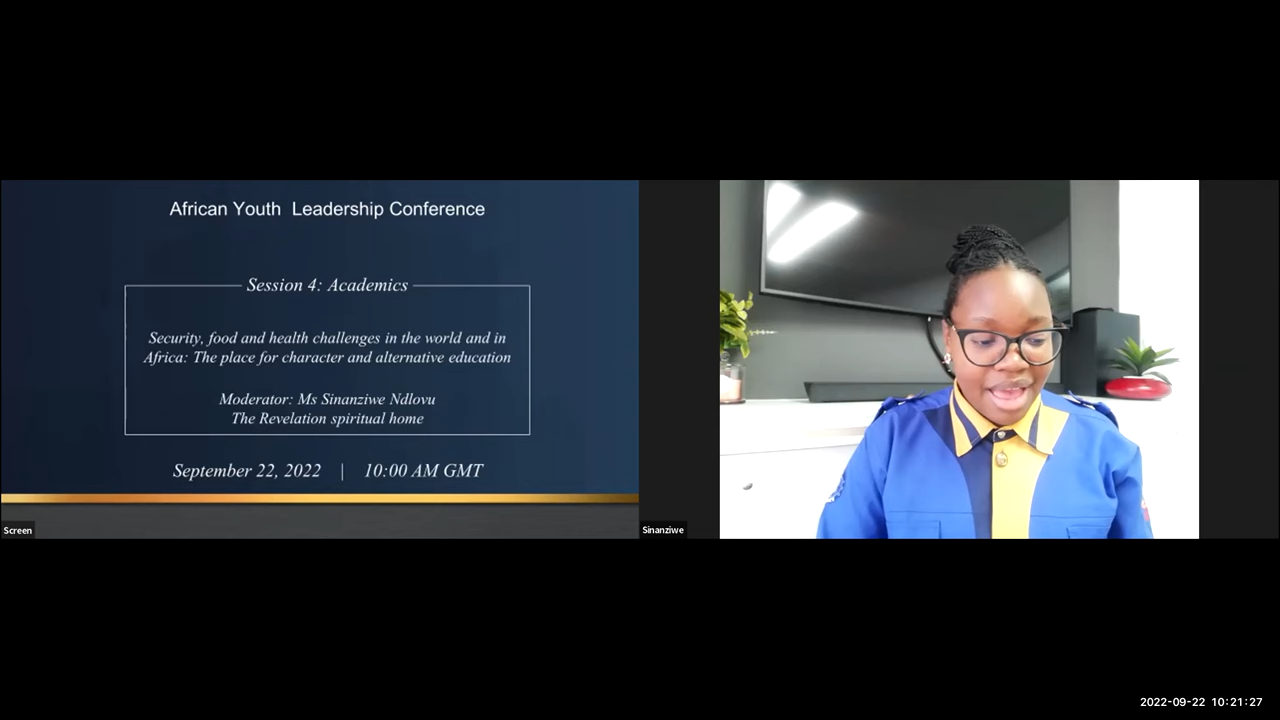 African Youth  Leadership Conference
Session 4: Academics
Security, food and health challenges in the world and in
Africa: The place for character and alternative education
Moderator: Ms Sinanziwe Ndlovu
The Revelation spiritual home
September 22, 2022 | 10:00 AM GMT
Screen
Sinanziwe
2022-09-22 10:21:27